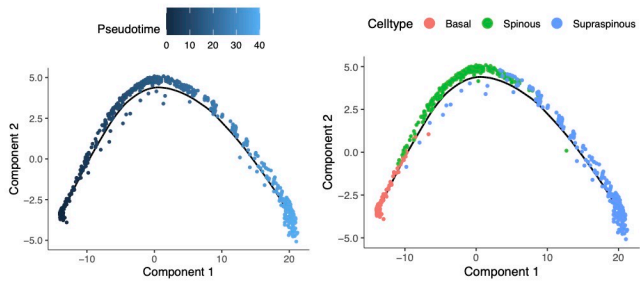 Pseudotime
0 10 20 30 40
Component 2
5.0
2.5
0.0
−2.5
−5.0
−10 0 10 20
Component 1
Celltype Basal Spinous Supraspinous
Component 2
5.0
2.5
0.0
−2.5
−5.0
−10 0 10 20
Component 1